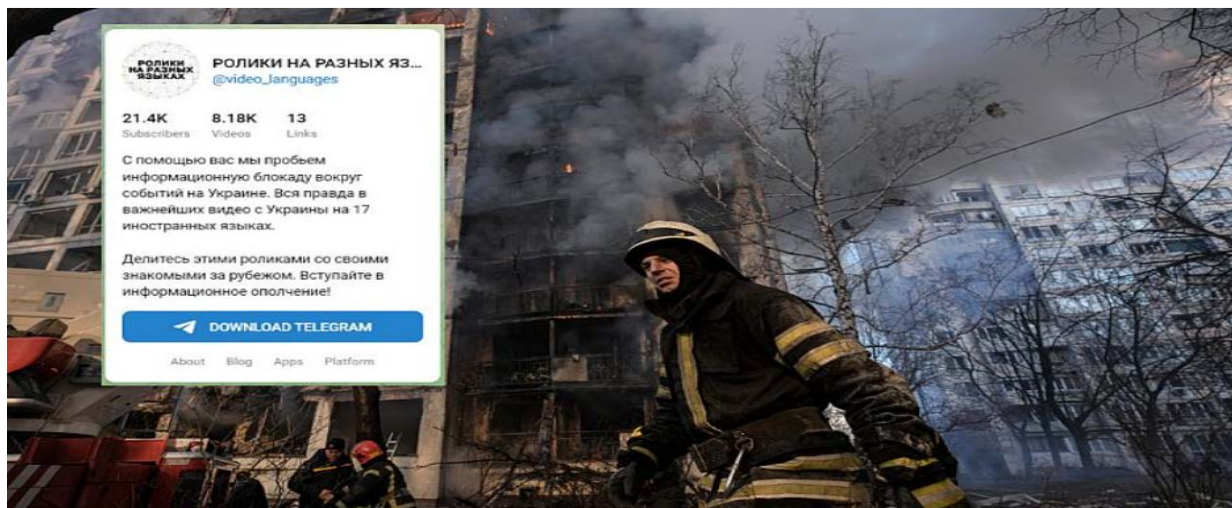 РОЛИКИ
НА РАЗНЫХ
ЯЗЫКАХ
РОЛИКИ НА РАЗНЫХ ЯЗ...
@video_languages
21.4K 8.18K 13
Subscribers Videos Links
С помощью вас мы пробьем
информационную блокаду вокруг
событий на Украине. Вся правда в
важнейших видео с Украины на 17
иностранных языках.
Делитесь этими роликами со своими
знакомыми за рубежом. Вступайте в
информационное ополчение!
DOWNLOAD TELEGRAM
About Blog Apps Platform